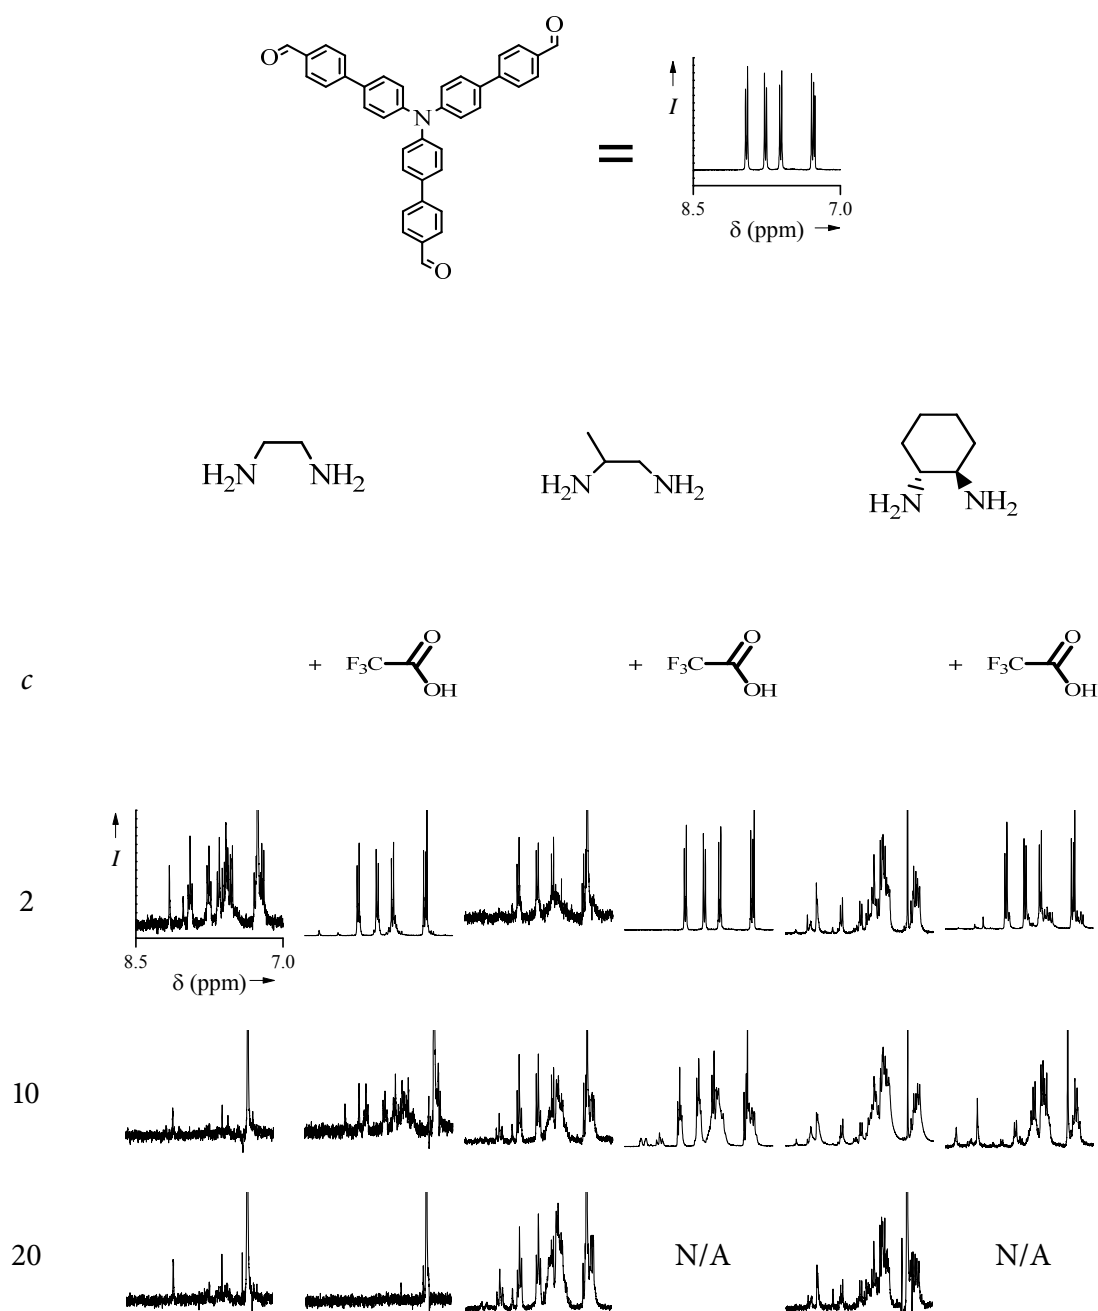 O
O
N
O
=
I
8.5 7.0
δ (ppm)
H2N NH2
H2N NH2
H2N NH2
c
+ F3C O OH
+ F3C O OH
+ F3C O OH
I
2
8.5 7.0
δ (ppm)
10
20 N/A N/A